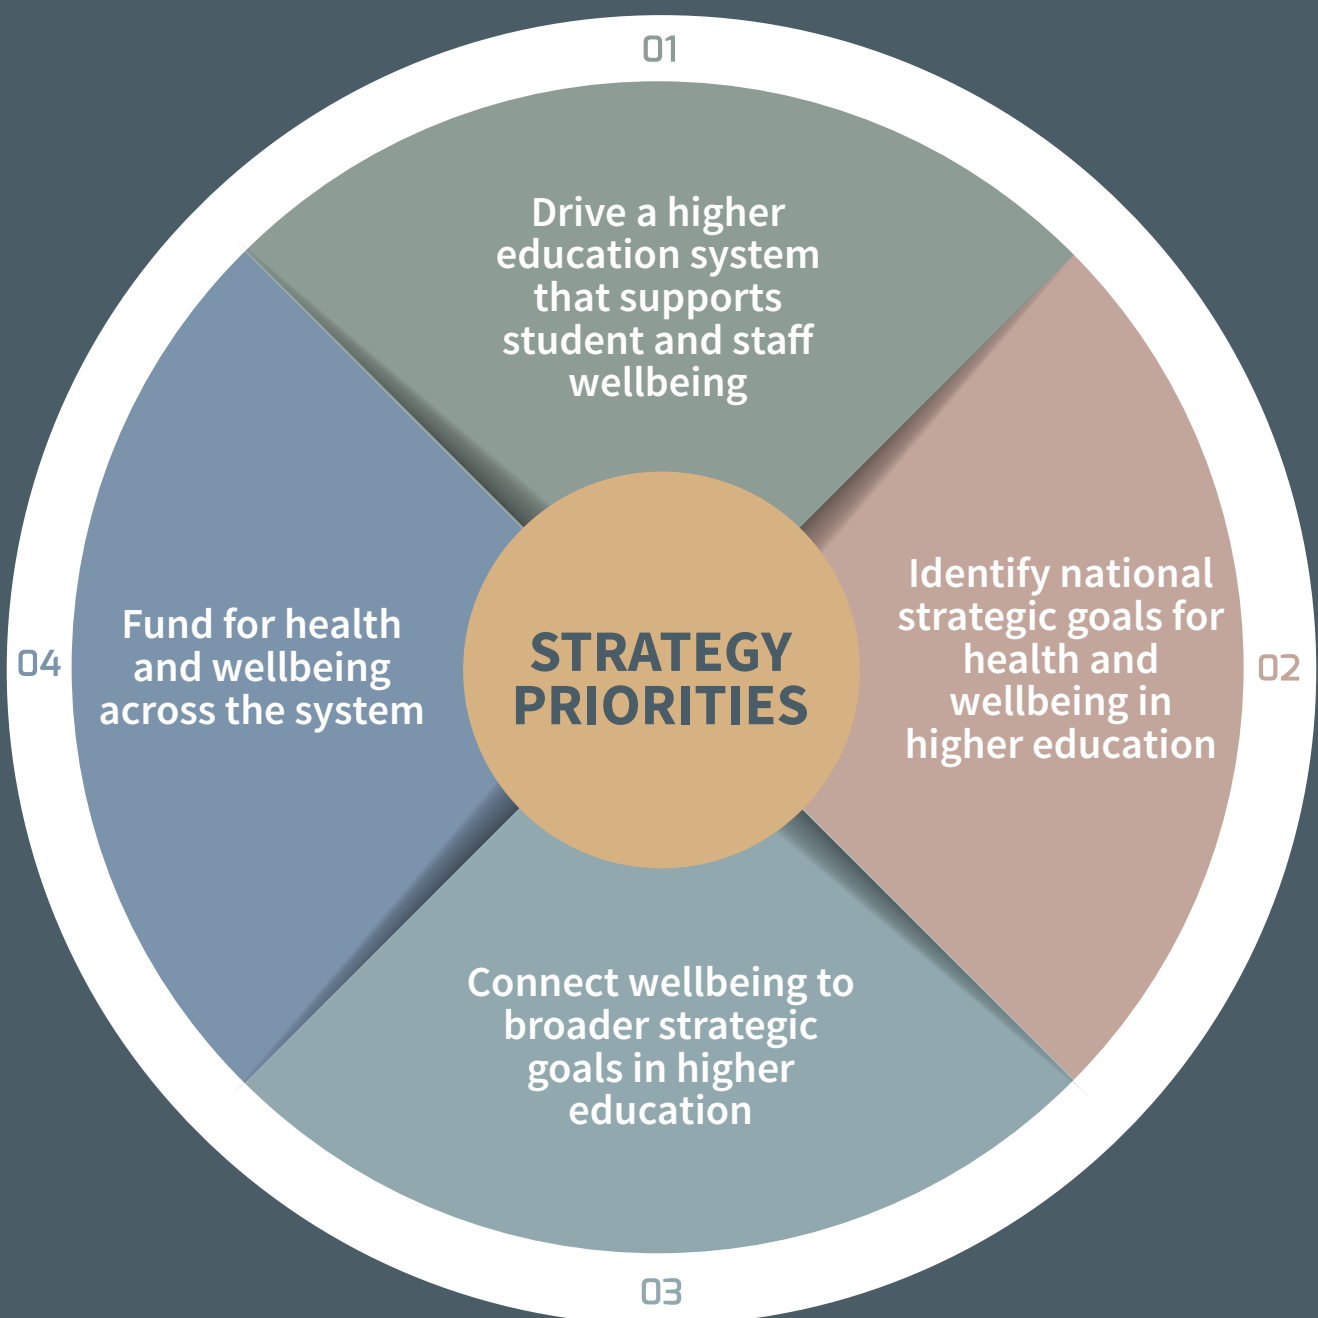 01
Drive a higher
education system
that supports
student and staff
wellbeing
Identify national
strategic goals for
health and
wellbeing in
higher education
02
STRATEGY
PRIORITIES
Connect wellbeing to
broader strategic
goals in higher
education
03
Fund for health
and wellbeing
across the system
04